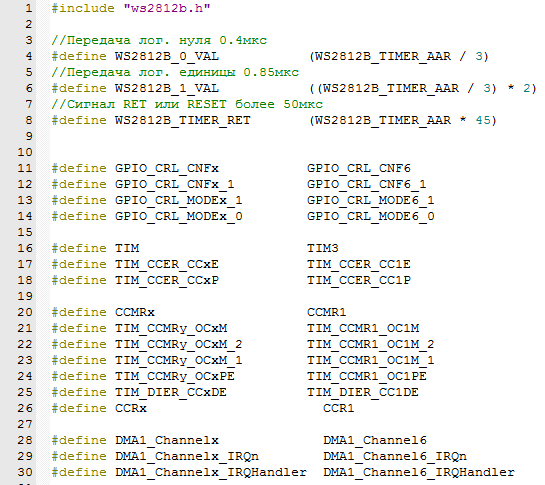 1 #include "ws2812b.h"
2
3 //Передача лог. нуля 0.4мкс
4 #define WS2812B_0_VAL (WS2812B_TIMER_AAR / 3)
5 //Передача лог. единицы 0.85мкс
6 #define WS2812B_1_VAL ((WS2812B_TIMER_AAR / 3) * 2)
7 //Сигнал RET или RESET более 50мкс
8 #define WS2812B_TIMER_RET (WS2812B_TIMER_AAR * 45)
9
10
11 #define GPIO_CRL_CNFx GPIO_CRL_CNF6
12 #define GPIO_CRL_CNFx_1 GPIO_CRL_CNF6_1
13 #define GPIO_CRL_MODEx_1 GPIO_CRL_MODE6_1
14 #define GPIO_CRL_MODEx_0 GPIO_CRL_MODE6_0
15
16 #define TIM TIM3
17 #define TIM_CCER_CCxE TIM_CCER_CC1E
18 #define TIM_CCER_CCxP TIM_CCER_CC1P
19
20 #define CCMRx CCMR1
21 #define TIM_CCMRy_OCxM TIM_CCMR1_OC1M
22 #define TIM_CCMRy_OCxM_2 TIM_CCMR1_OC1M_2
23 #define TIM_CCMRy_OCxM_1 TIM_CCMR1_OC1M_1
24 #define TIM_CCMRy_OCxPE TIM_CCMR1_OC1PE
25 #define TIM_DIER_CCxDE TIM_DIER_CC1DE
26 #define CCRx CCR1
27
28 #define DMA1_Channelx DMA1_Channel6
29 #define DMA1_Channelx_IRQn DMA1_Channel6_IRQn
30 #define DMA1_Channelx_IRQHandler DMA1_Channel6_IRQHandler